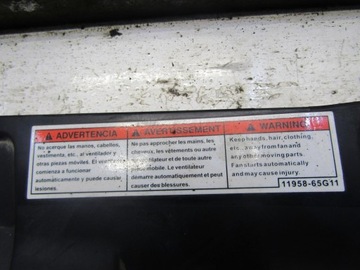 ADVERTENCIA
No acerque las manos, cabellos,
vestimenta, etc... al ventilador y
otras piezas móviles. El ventilador
comienza a funcionar
automáticamente y puede causar
lesiones.
AVERTISSEMENT
No pas approcher les mains, les
cheveux, les vêtements ou autre
ventilateur et de toute autre
mobile. Le ventilateur
démarre automatiquement et peut
causer des blessures.
WARNING
Keep hands, hair, clothing,
etc. away from fan and
any other moving parts.
Fan starts automatically
and may cause injury.
11958-65G11